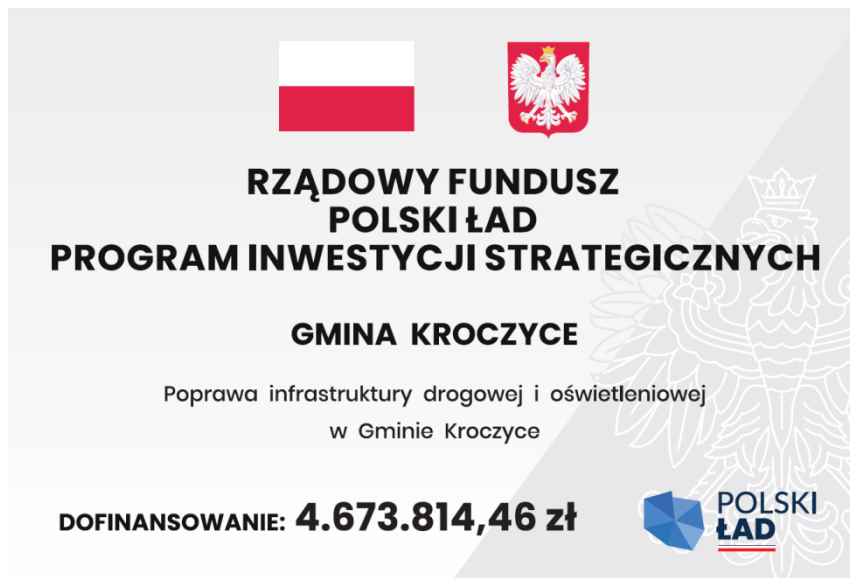 RZĄDOWY FUNDUSZ
POLSKI ŁAD
PROGRAM INWESTYCJI STRATEGICZNYCH
GMINA KROCZYCE
Poprawa infrastruktury drogowej i oświetleniowej
w Gminie Kroczyce
DOFINANSOWANIE: 4.673.814,46 zł
POLSKI
ŁAD